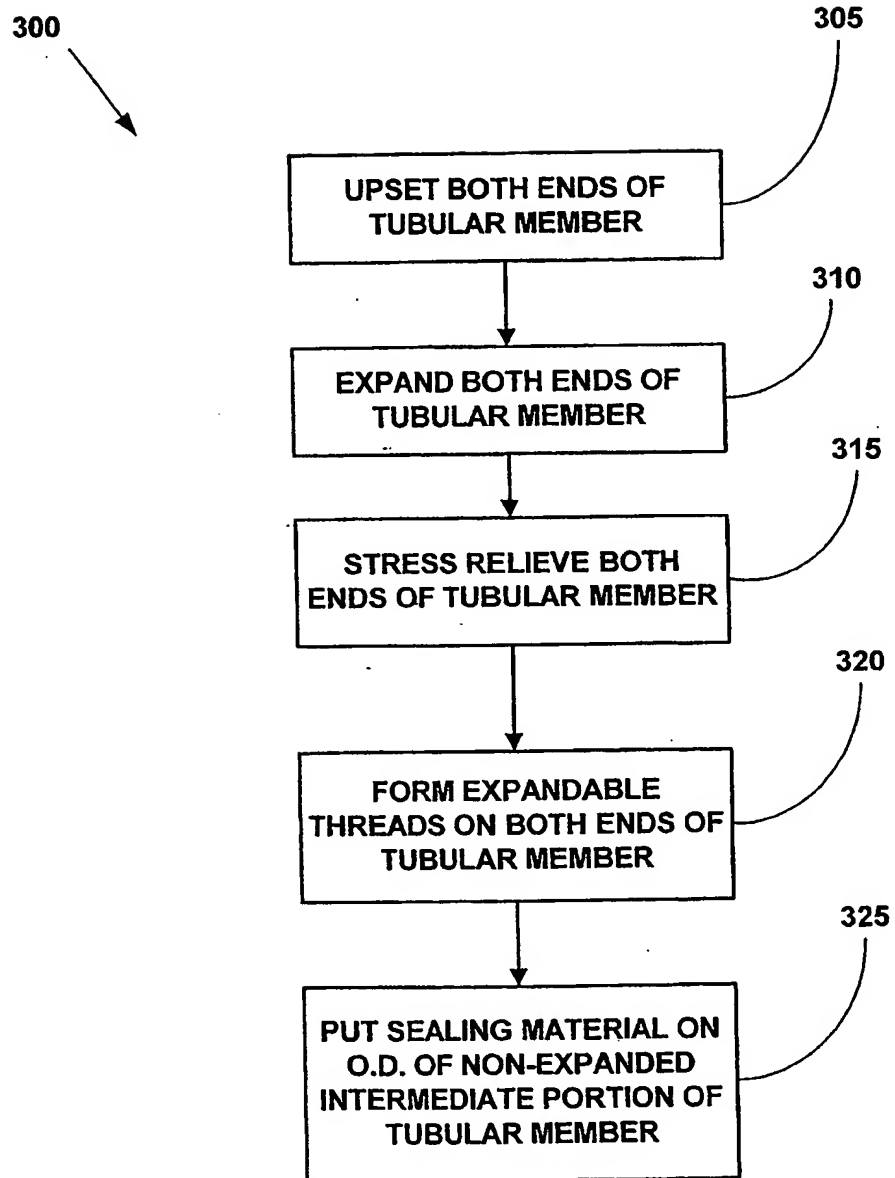 300
305
UPSET BOTH ENDS OF
TUBULAR MEMBER
310
EXPAND BOTH ENDS OF
TUBULAR MEMBER
315
STRESS RELIEVE BOTH
ENDS OF TUBULAR MEMBER
320
FORM EXPANDABLE
THREADS ON BOTH ENDS OF
TUBULAR MEMBER
325
PUT SEALING MATERIAL ON
O.D. OF NON-EXPANDED
INTERMEDIATE PORTION OF
TUBULAR MEMBER